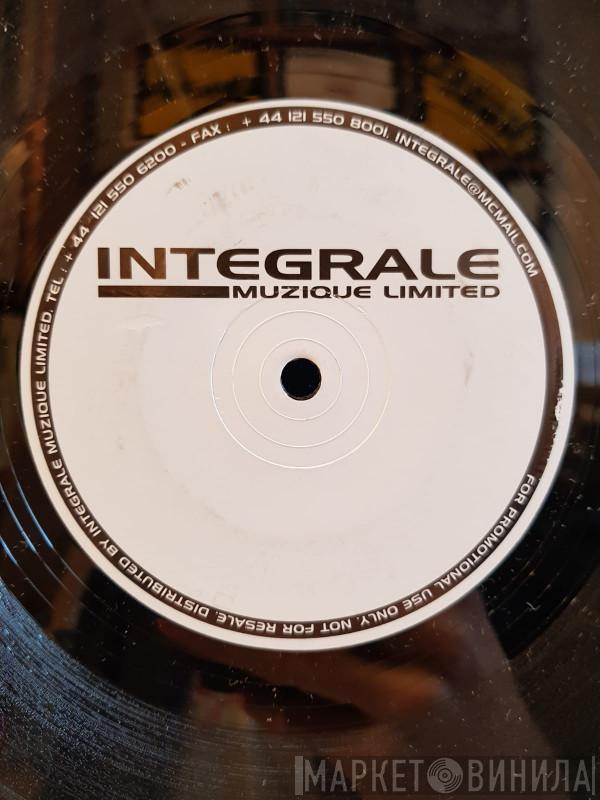 INTEGRALE
MUZIQUE LIMITED
FOR PROMOTIONAL USE ONLY. NOT FOR RESALE. DISTRIBUTED BY INTEGRALE MUZIQUE LIMITED. TEL : + 44 121 550 6200 - FAX : + 44 121 550 8001. INTEGRALE@MCMAIL.COM
МАРКЕТ ВИНИЛА